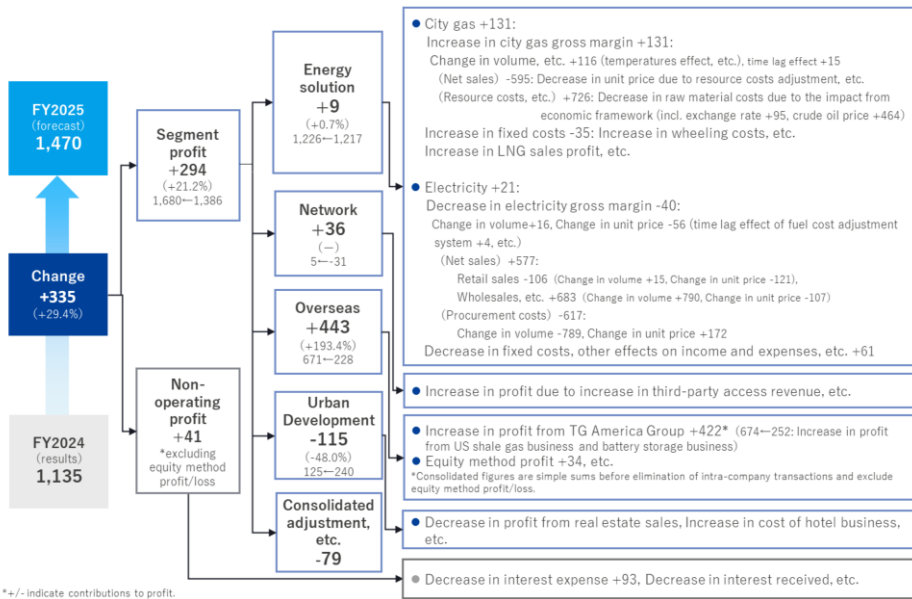 FY2025
(forecast)
1,470
Change
+335
(+29.4%)
FY2024
(results)
1,135
Segment
profit
+294
(+21.2%)
1,680←1,386
Non-
operating
profit
+41
*excluding
equity method
profit/loss
Energy
solution
+9
(+0.7%)
1,226←1,217
Network
+36
(—)
5←-31
Overseas
+443
(+193.4%)
671←228
Urban
Development
-115
(-48.0%)
125←240
Consolidated
adjustment,
etc.
-79
● City gas +131:
Increase in city gas gross margin +131:
Change in volume, etc. +116 (temperatures effect, etc.), time lag effect +15
(Net sales) -595: Decrease in unit price due to resource costs adjustment, etc.
(Resource costs, etc.) +726: Decrease in raw material costs due to the impact from
economic framework (incl. exchange rate +95, crude oil price +464)
Increase in fixed costs -35: Increase in wheeling costs, etc.
Increase in LNG sales profit, etc.
● Electricity +21:
Decrease in electricity gross margin -40:
Change in volume+16, Change in unit price -56 (time lag effect of fuel cost adjustment
system +4, etc.)
(Net sales) +577:
Retail sales -106 (Change in volume +15, Change in unit price -121),
Wholesales, etc. +683 (Change in volume +790, Change in unit price -107)
(Procurement costs) -617:
Change in volume -789, Change in unit price +172
Decrease in fixed costs, other effects on income and expenses, etc. +61
● Increase in profit due to increase in third-party access revenue, etc.
● Increase in profit from TG America Group +422* (674←252: Increase in profit
from US shale gas business and battery storage business)
● Equity method profit +34, etc.
*Consolidated figures are simple sums before elimination of intra-company transactions and exclude
equity method profit/loss.
● Decrease in profit from real estate sales, Increase in cost of hotel business,
etc.
● Decrease in interest expense +93, Decrease in interest received, etc.
*+/- indicate contributions to profit.